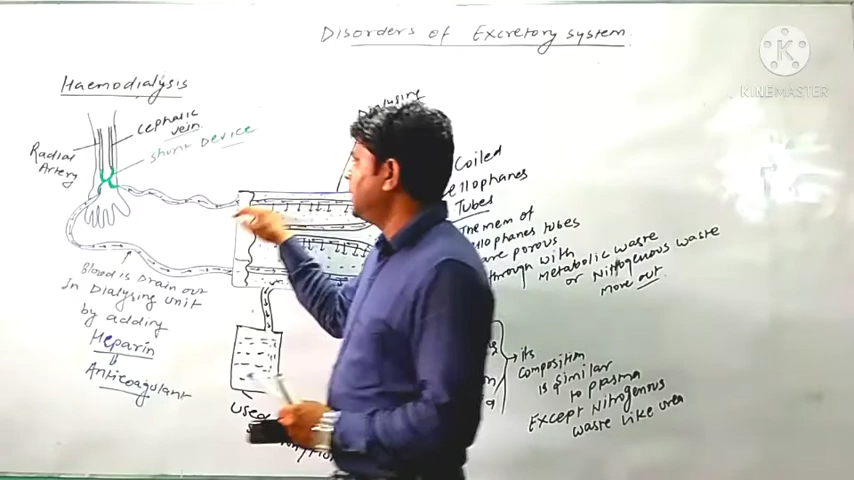 Disorders of Excretory system
K
KINEMASTER
Haemodialysis
cephalic
vein
Radial
Artery
shunt Device
Dialysing
Coiled
ellophanes
Tubes
The mem of
ellophanes tubes
are porous
through with
metabolic waste
or Nitrogenous waste
move out
Blood is Drain out
in Dialysing unit
by adding
Heparin
Anticoagulant
used
its
composition
is similar
to plasma
Except Nitrogenous
waste like urea